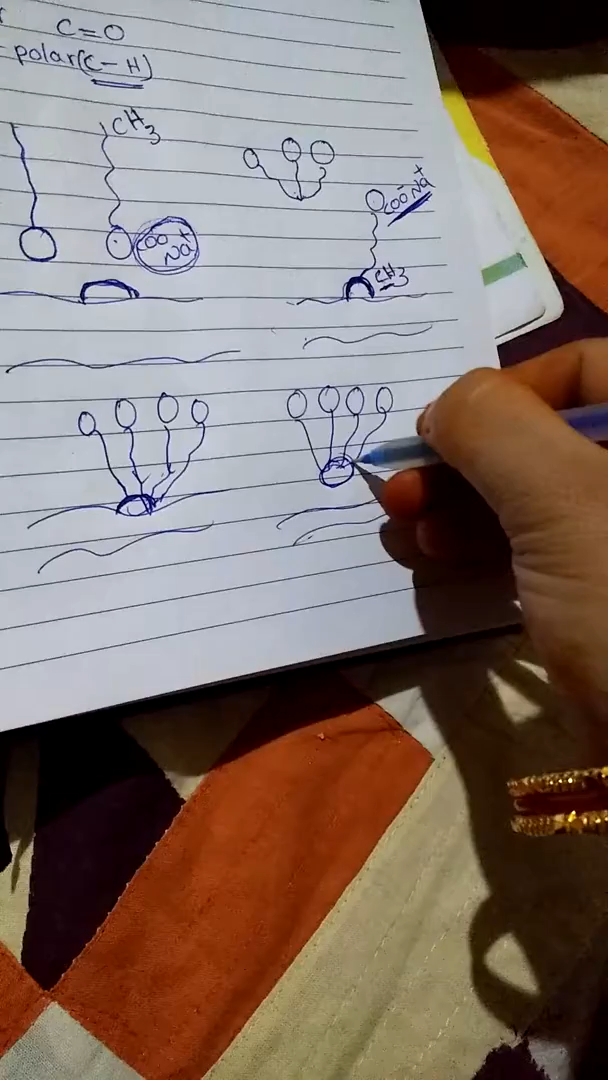 C=O
polar(C-H)
CH3
COO- Na+
COO- Na+
CH3